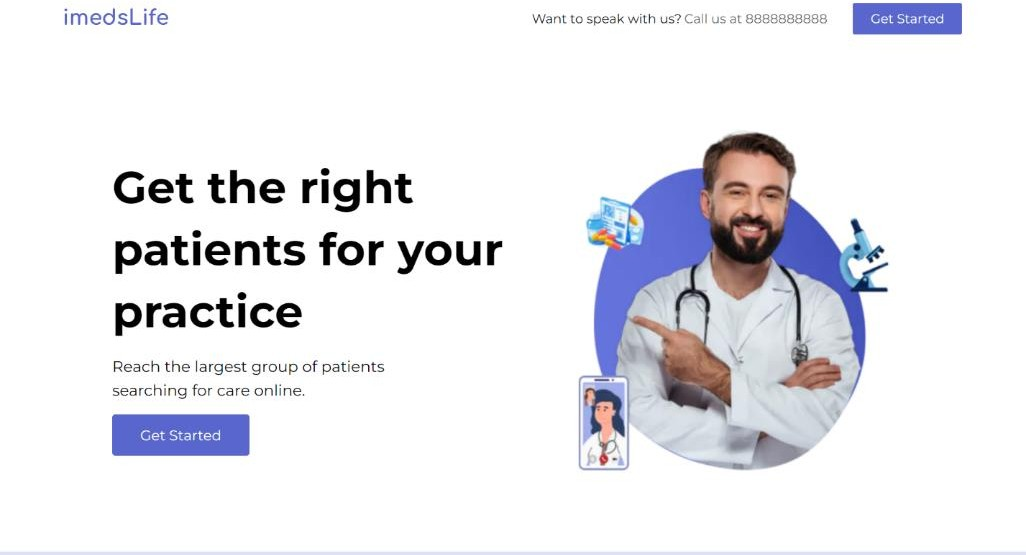 imedsLife
Want to speak with us? Call us at 8888888888
Get Started
Get the right
patients for your
practice
Reach the largest group of patients
searching for care online.
Get Started